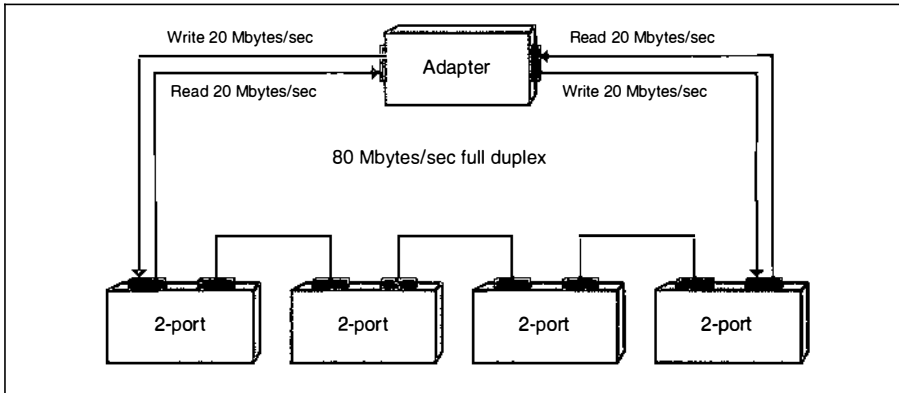 Write 20 Mbytes/sec
Read 20 Mbytes/sec
Adapter
Read 20 Mbytes/sec
Write 20 Mbytes/sec
80 Mbytes/sec full duplex
2-port
2-port
2-port
2-port